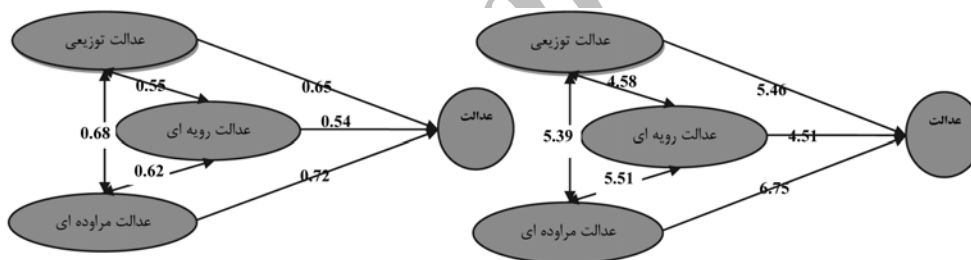 عدالت توزیعی
0.55
0.65
0.68
عدالت رویه ای
0.54
عدالت
0.62
0.72
عدالت مراوده ای
عدالت توزیعی
4.58
5.46
5.39
عدالت رویه ای
4.51
عدالت
5.51
6.75
عدالت مراوده ای